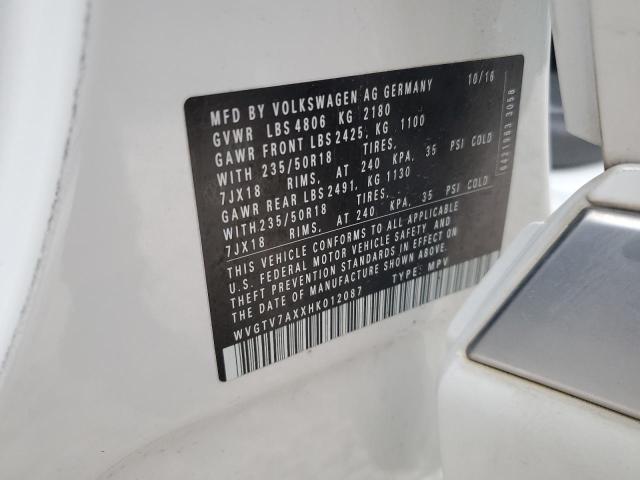 MFD BY VOLKSWAGEN AG GERMANY 10/16
GVWR LBS 4806 KG 2180
GAWR FRONT LBS 2425, KG 1100
WITH 235/50R18 TIRES,
7JX18 RIMS, AT 240 KPA, 35 PSI COLD
GAWR REAR LBS 2491, KG 1130
WITH 235/50R18 TIRES,
7JX18 RIMS, AT 240 KPA, 35 PSI COLD
THIS VEHICLE CONFORMS TO ALL APPLICABLE
U.S. FEDERAL MOTOR VEHICLE SAFETY AND
THEFT PREVENTION STANDARDS IN EFFECT ON
THE DATE OF MANUFACTURE SHOWN ABOVE.
WVGTV7AXXHK012087 TYPE: MPV
6421993 3058